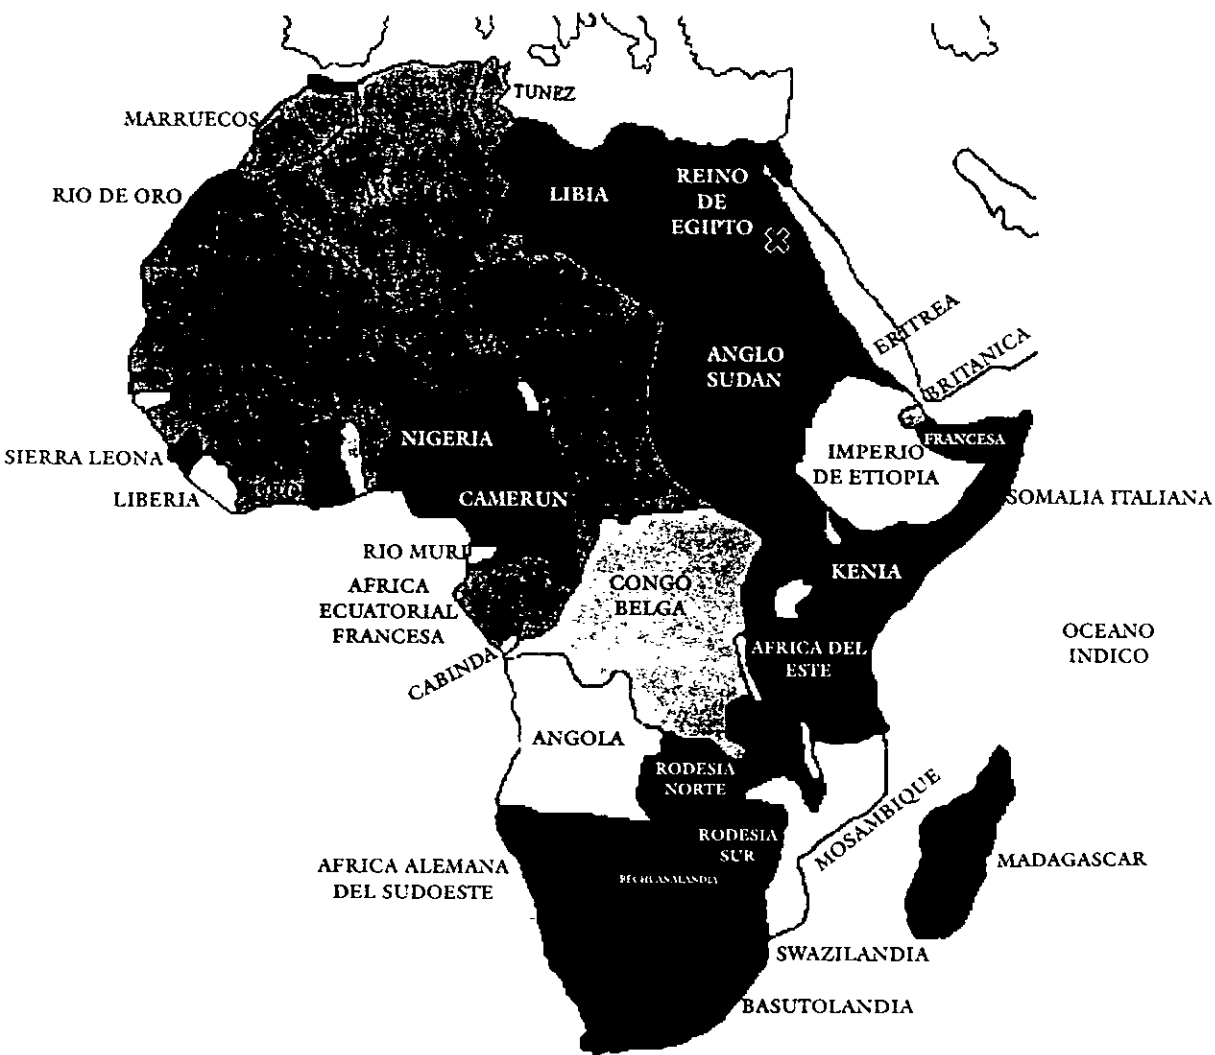 TUNEZ
MARRUECOS
RIO DE ORO
LIBIA
REINO
DE
EGIPTO
ERITREA
BRITANICA
ANGLO
SUDAN
NIGERIA
FRANCESA
SIERRA LEONA
IMPERIO
DE ETIOPIA
LIBERIA
CAMERUN
SOMALIA ITALIANA
RIO MURI
KENIA
AFRICA
ECUATORIAL
FRANCESA
CONGO
BELGA
OCEANO
INDICO
CABINDA
AFRICA DEL
ESTE
ANGOLA
RODESIA
NORTE
MOSAMBIQUE
RODESIA
SUR
AFRICA ALEMANA
DEL SUDOESTE
BECHUANALANDIA
MADAGASCAR
SWAZILANDIA
BASUTOLANDIA